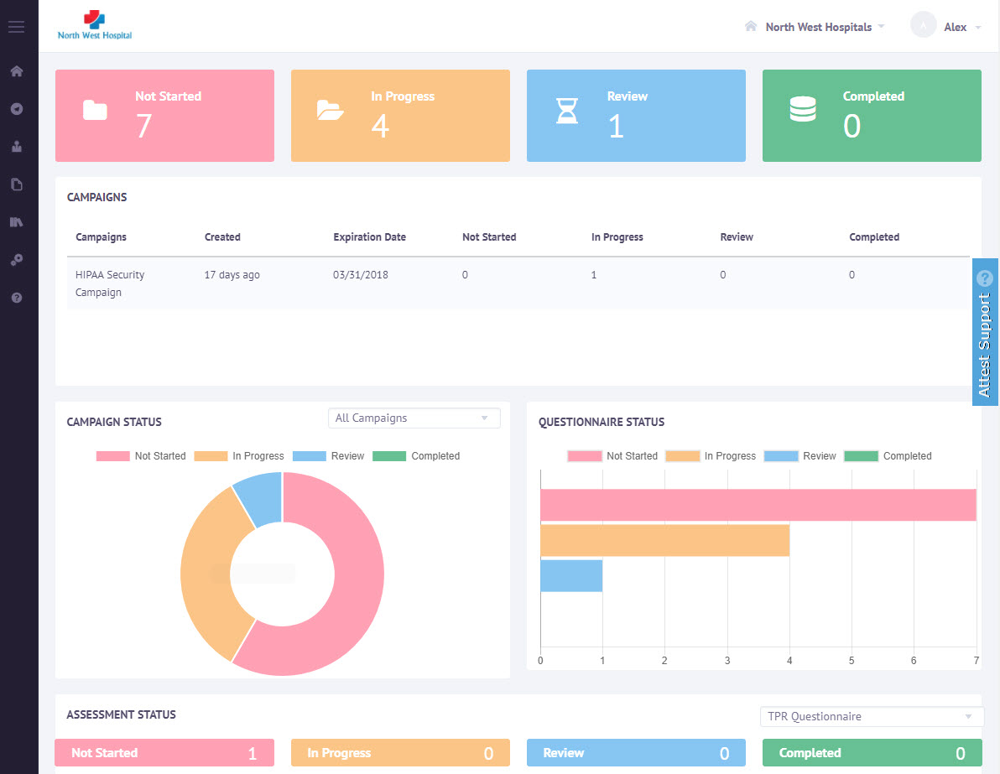 North West Hospital
North West Hospitals
A
Alex
Not Started
7
In Progress
4
Review
1
Completed
0
CAMPAIGNS
Campaigns Created Expiration Date Not Started In Progress Review Completed
HIPAA Security 17 days ago 03/31/2018 0 1 0 0
Campaign
? Attest Support
CAMPAIGN STATUS
All Campaigns
Not Started In Progress Review Completed
QUESTIONNAIRE STATUS
Not Started In Progress Review Completed
0 1 2 3 4 5 6 7
ASSESSMENT STATUS
TPR Questionnaire
Not Started 1
In Progress 0
Review 0
Completed 0